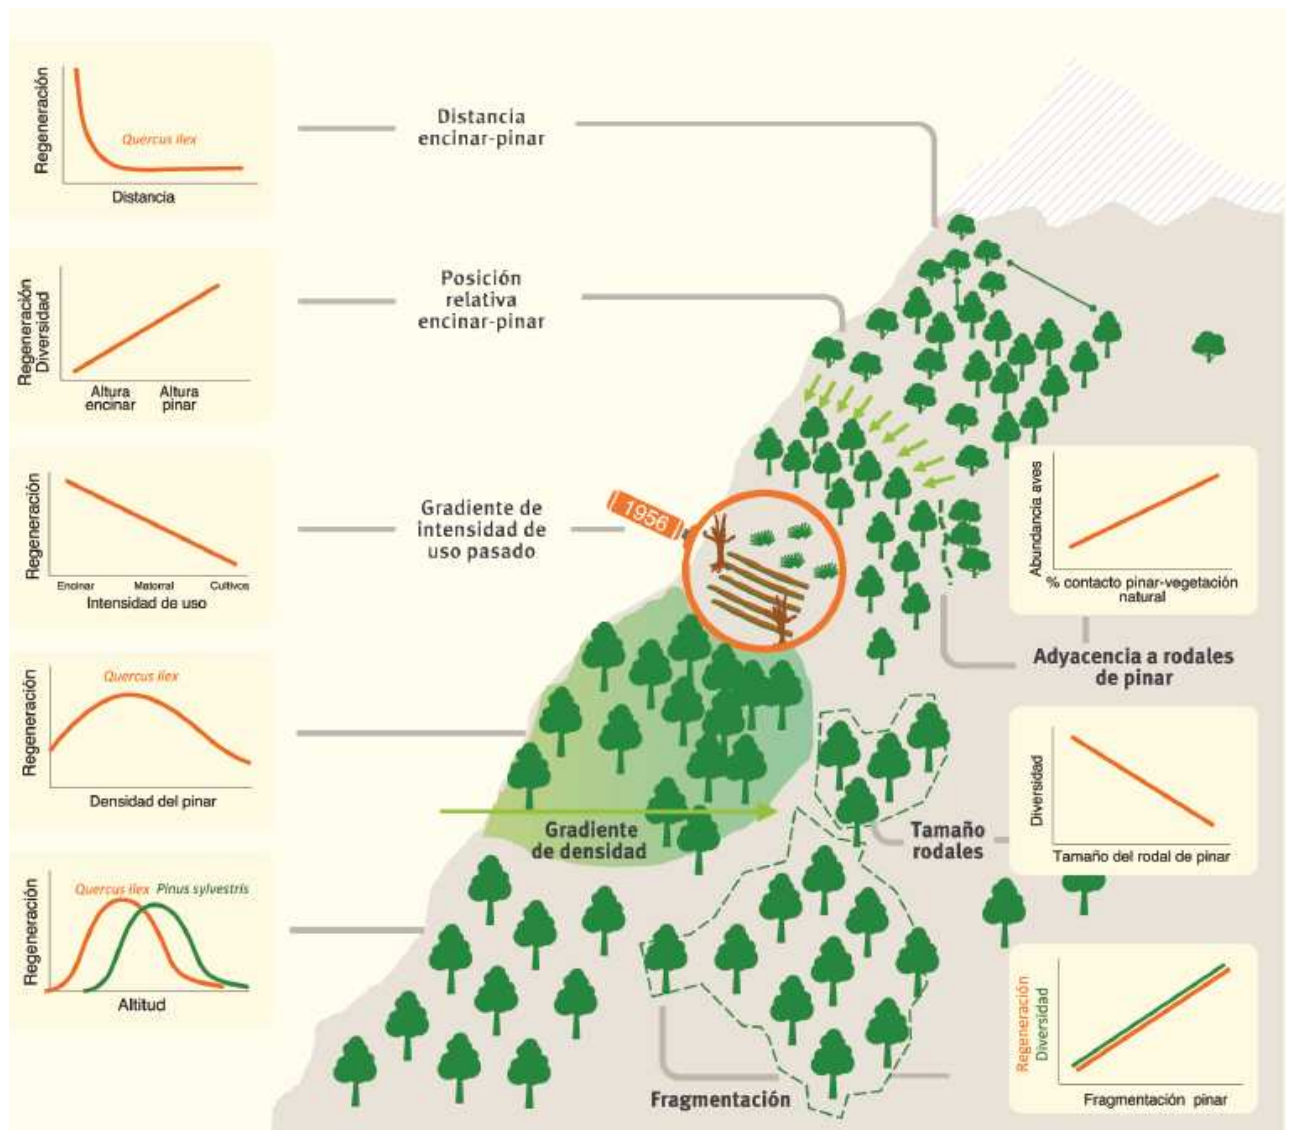 Regeneración
Quercus ilex
Distancia
Distancia
encinar-pinar
Regeneración
Diversidad
Altura
encinar
Altura
pinar
Posición
relativa
encinar-pinar
Regeneración
Encinar
Matorral
Cultivos
Intensidad de uso
Gradiente de
intensidad de
uso pasado
1956
Regeneración
Quercus ilex
Densidad del pinar
Gradiente
de densidad
Regeneración
Quercus ilex
Pinus sylvestris
Altitud
Abundancia aves
% contacto pinar-vegetación
natural
Adyacencia a rodales
de pinar
Diversidad
Tamaño del rodal de pinar
Tamaño
rodales
Regeneración
Diversidad
Fragmentación pinar
Fragmentación